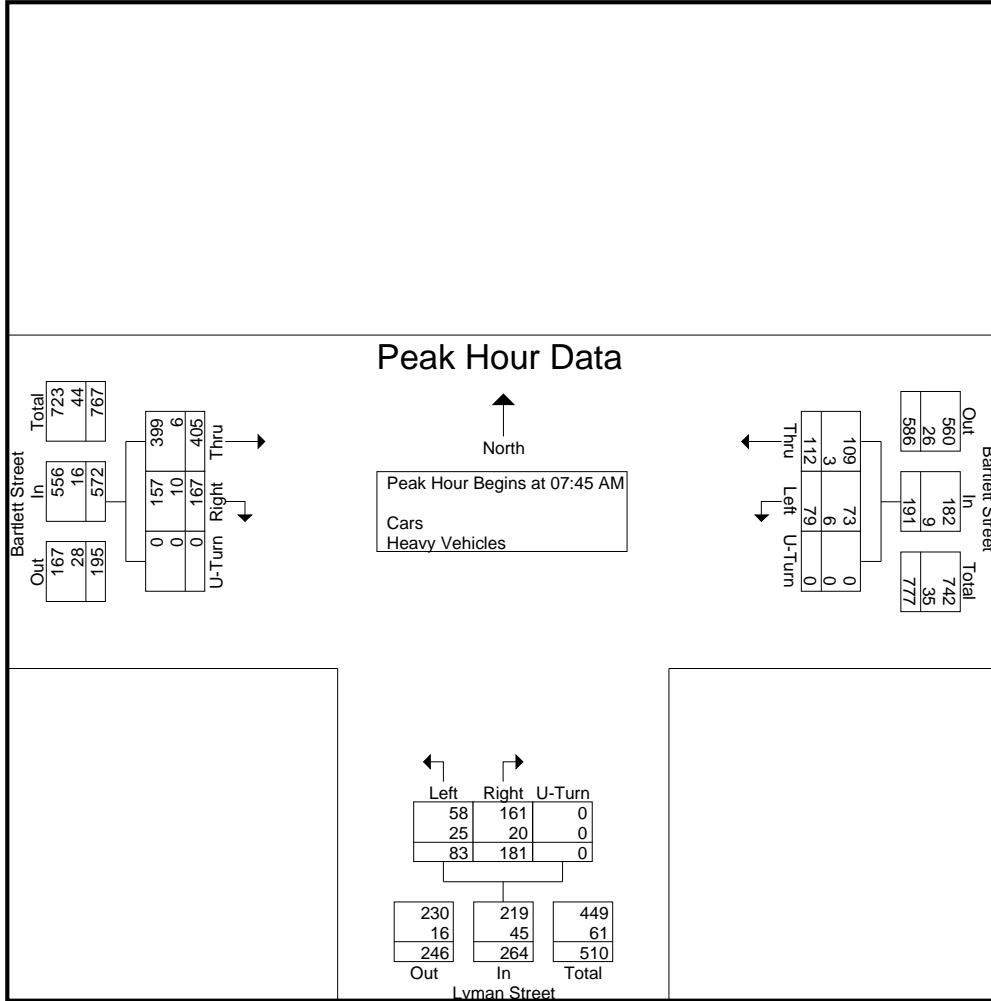 Peak Hour Data
North
Peak Hour Begins at 07:45 AM
Cars
Heavy Vehicles
Bartlett Street
Total
723
44
767
In
556
16
572
Out
167
28
195
Thru
399
6
405
Right
157
10
167
U-Turn
0
0
0
Bartlett Street
Out
560
26
586
In
182
9
191
Total
742
35
777
Thru
109
3
112
Left
73
6
79
U-Turn
0
0
0
Left Right U-Turn
58 161 0
25 20 0
83 181 0
230 219 449
16 45 61
246 264 510
Out In Total
Lyman Street